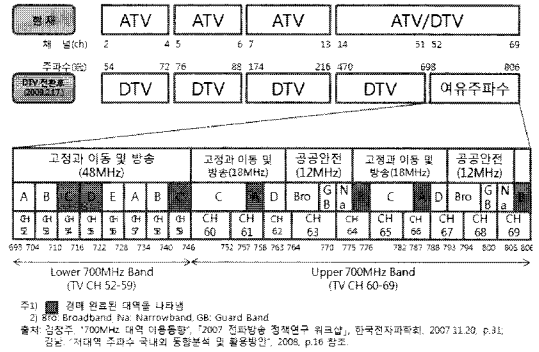 현 재 ATV ATV ATV ATV/DTV
채 널(ch) 2 4 5 6 7 13 14 51 52 69
주파수(㎒) 54 72 76 88 174 216 470 698 806
DTV 전환후 DTV DTV DTV DTV 여유주파수
고정과 이동 및 방송 (48MHz) 고정과 이동 및 방송(18MHz) 공공안전 (12MHz) 고정과 이동 및 방송(18MHz) 공공안전 (12MHz)
A B C D E A B C C A D Bro GB Na C A D Bro GB Na B
CH 52 CH 53 CH 54 CH 55 CH 56 CH 57 CH 58 CH 59 CH 60 CH 61 CH 62 CH 63 CH 64 CH 65 CH 66 CH 67 CH 68 CH 69
698 704 710 716 722 728 734 740 746 752 757 758 763 764 770 775 776 782 787 788 793 794 800 805 806
Lower 700MHz Band Upper 700MHz Band
(TV CH 52-59) (TV CH 60-69)
주1) 경매 완료된 대역을 나타냄
2) Bro: Broadband, Na: Narrowband, GB: Guard Band
출처: 김창주, "700MHz 대역 이용동향", 『2007 전파방송 정책연구 워크샵』, 한국전자파학회, 2007.11.20, p.31;
김남, "저대역 주파수 국내외 동향분석 및 활용방안", 2008, p.16 참조.